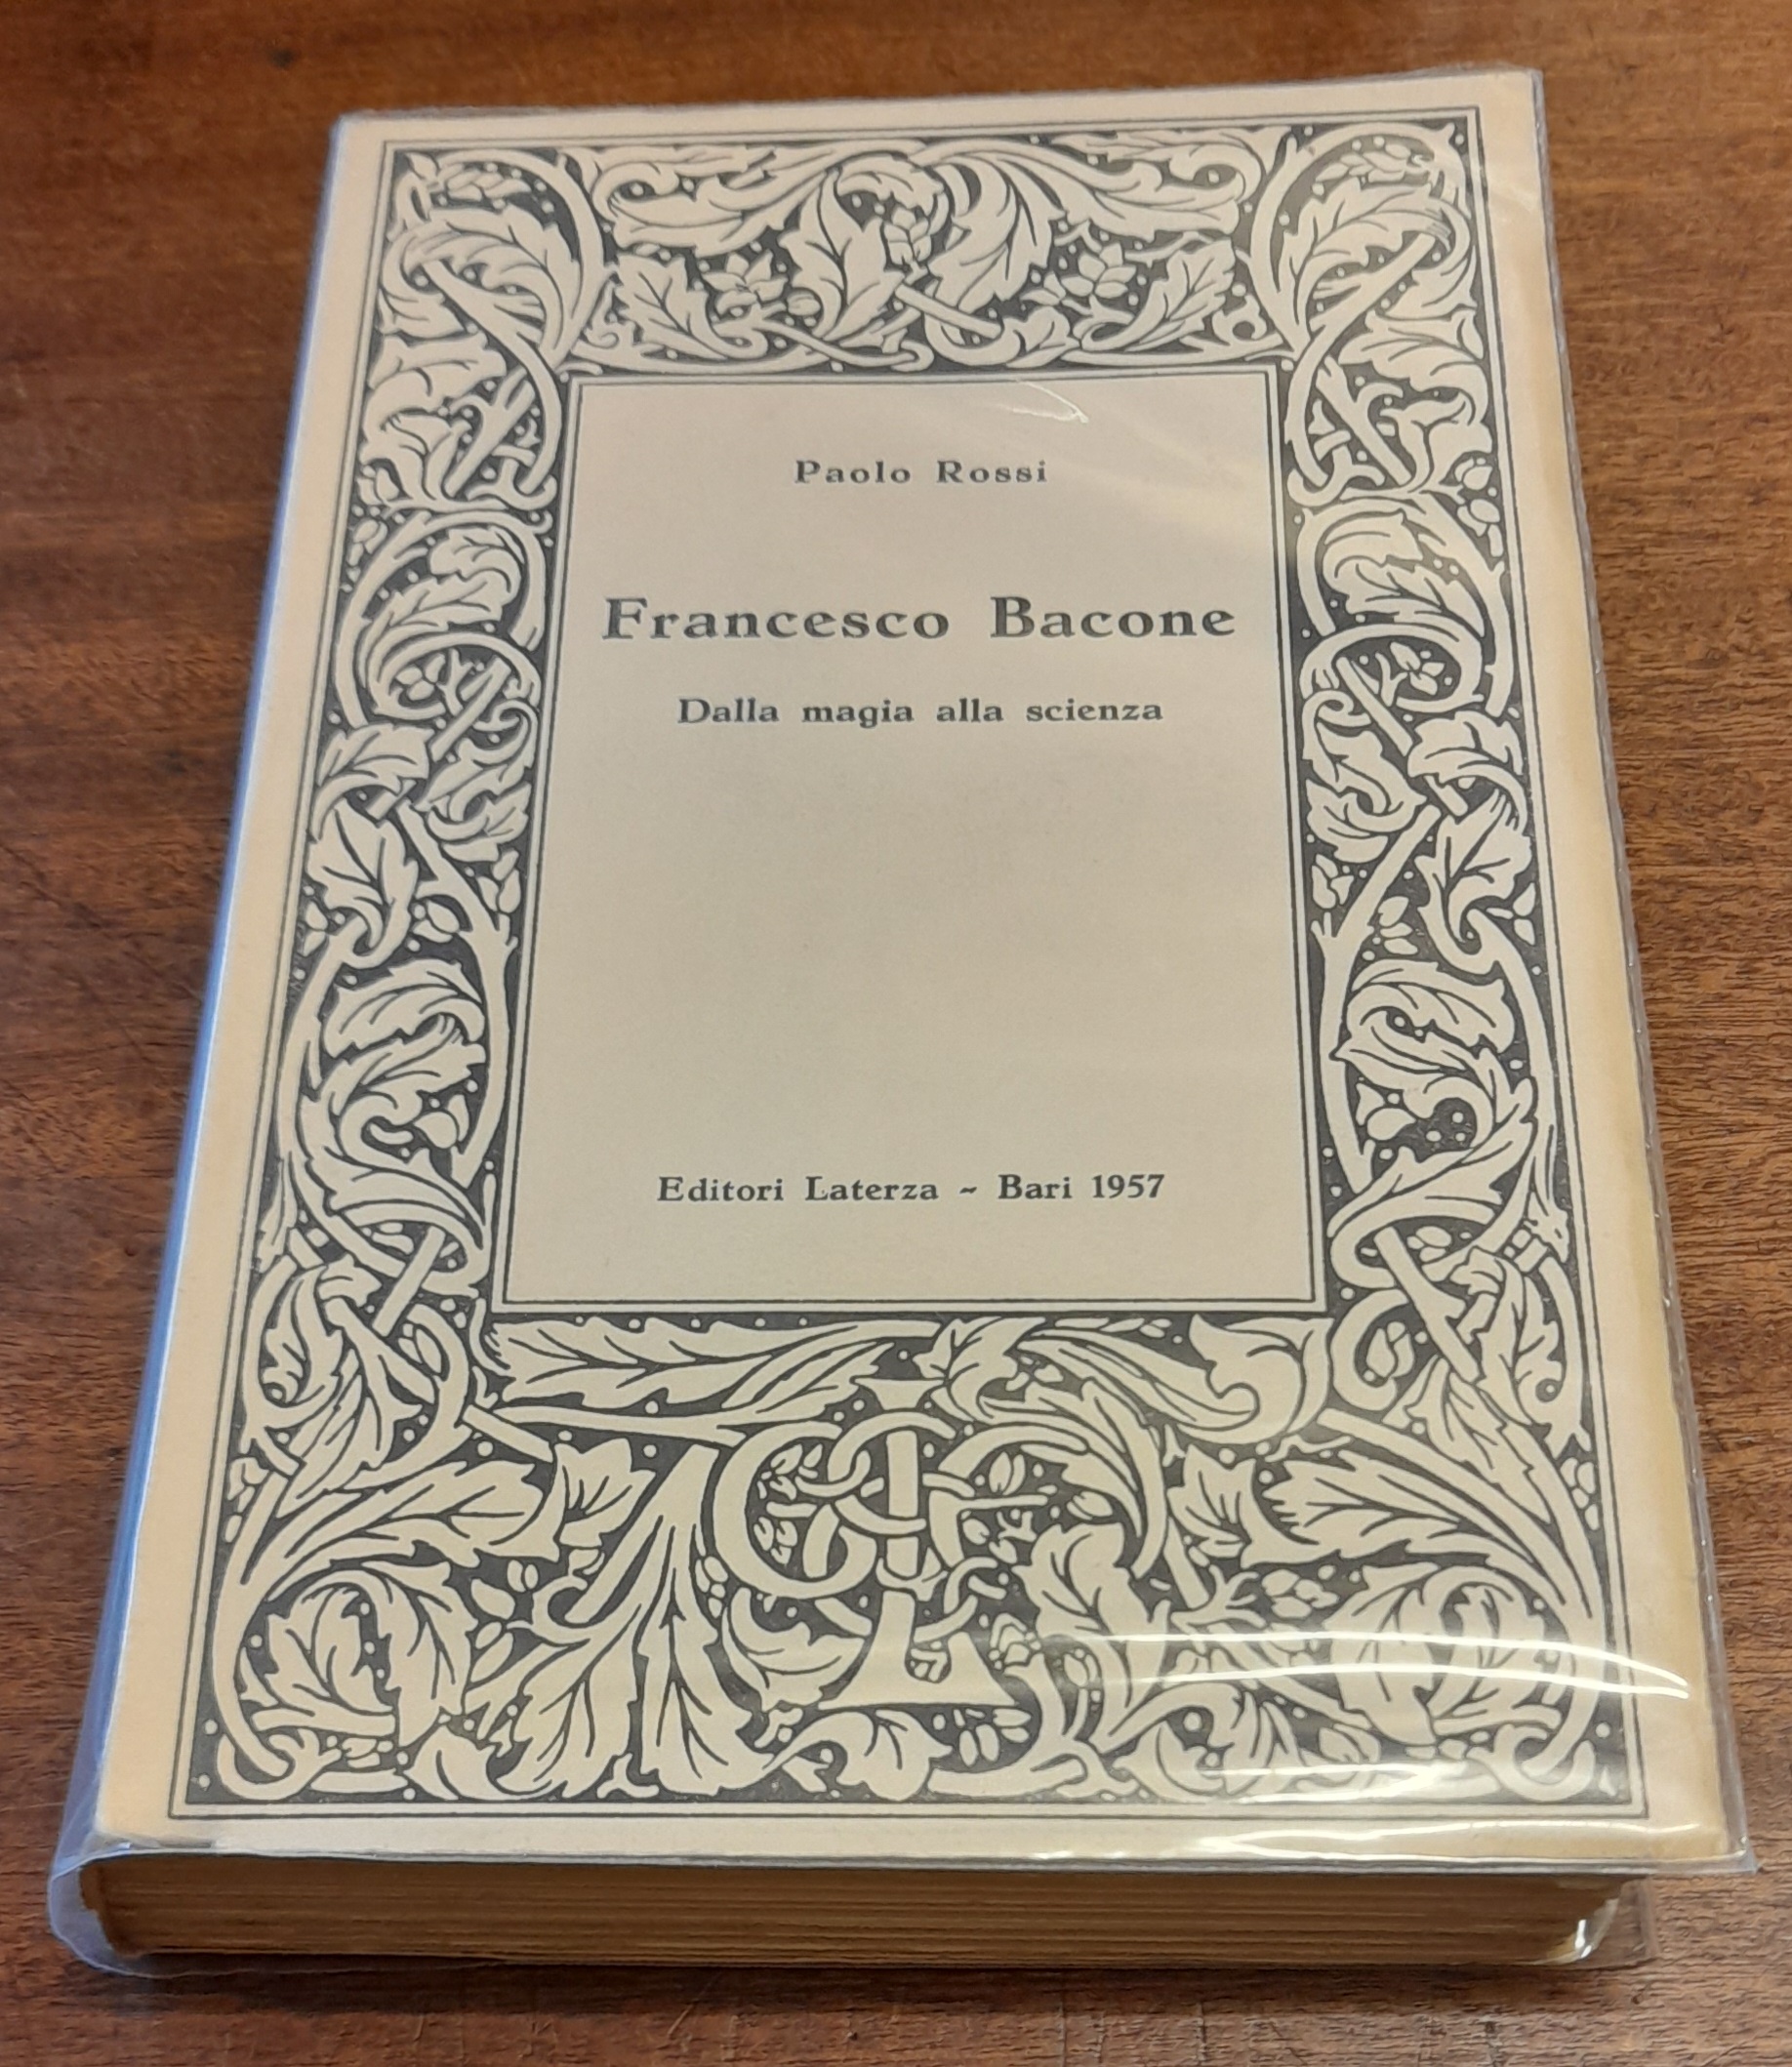 Paolo Rossi
Francesco Bacone
Dalla magia alla scienza
Editori Laterza - Bari 1957